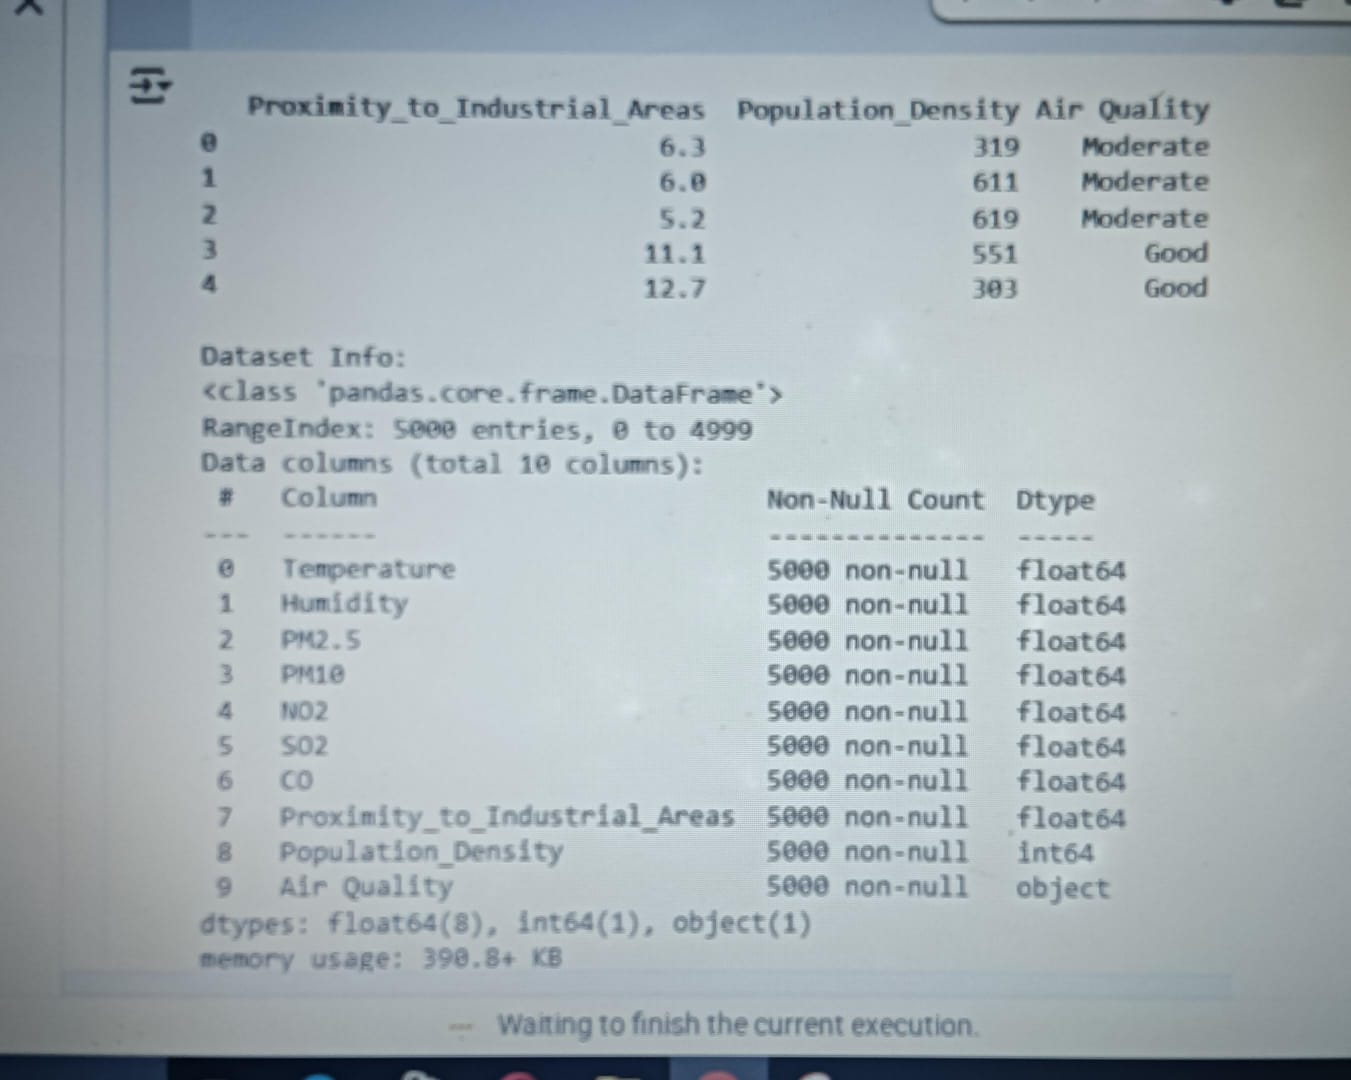 Proximity_to_Industrial_Areas  Population_Density Air Quality
0                             6.3                 319    Moderate
1                             6.0                 611    Moderate
2                             5.2                 619    Moderate
3                            11.1                 551        Good
4                            12.7                 303        Good
Dataset Info:
<class 'pandas.core.frame.DataFrame'>
RangeIndex: 5000 entries, 0 to 4999
Data columns (total 10 columns):
 #   Column                         Non-Null Count  Dtype
---  ------                         --------------  -----
 0   Temperature                    5000 non-null   float64
 1   Humidity                       5000 non-null   float64
 2   PM2.5                          5000 non-null   float64
 3   PM10                           5000 non-null   float64
 4   NO2                            5000 non-null   float64
 5   SO2                            5000 non-null   float64
 6   CO                             5000 non-null   float64
 7   Proximity_to_Industrial_Areas  5000 non-null   float64
 8   Population_Density             5000 non-null   int64
 9   Air Quality                    5000 non-null   object
dtypes: float64(8), int64(1), object(1)
memory usage: 390.8+ KB
Waiting to finish the current execution.